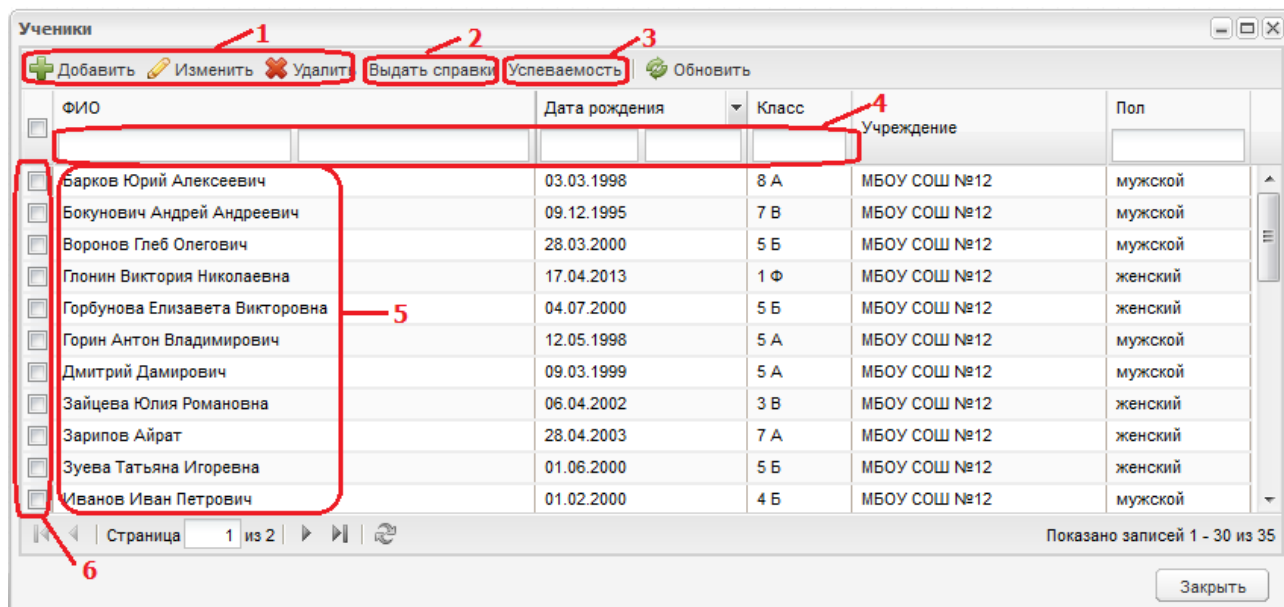 Ученики
1 2 3
Добавить Изменить Удалить Выдать справки Успеваемость Обновить
ФИО Дата рождения Класс Учреждение Пол
4
Барков Юрий Алексеевич 03.03.1998 8 А МБОУ СОШ №12 мужской
Бокунович Андрей Андреевич 09.12.1995 7 В МБОУ СОШ №12 мужской
Воронов Глеб Олегович 28.03.2000 5 Б МБОУ СОШ №12 мужской
Глонин Виктория Николаевна 17.04.2013 1 Ф МБОУ СОШ №12 женский
Горбунова Елизавета Викторовна 04.07.2000 5 Б МБОУ СОШ №12 женский
5
Горин Антон Владимирович 12.05.1998 5 А МБОУ СОШ №12 мужской
Дмитрий Дамирович 09.03.1999 5 А МБОУ СОШ №12 мужской
Зайцева Юлия Романовна 06.04.2002 3 В МБОУ СОШ №12 женский
Зарипов Айрат 28.04.2003 7 А МБОУ СОШ №12 женский
Зуева Татьяна Игоревна 01.06.2000 5 Б МБОУ СОШ №12 женский
Иванов Иван Петрович 01.02.2000 4 Б МБОУ СОШ №12 мужской
Страница 1 из 2 Показано записей 1 - 30 из 35
6
Закрыть